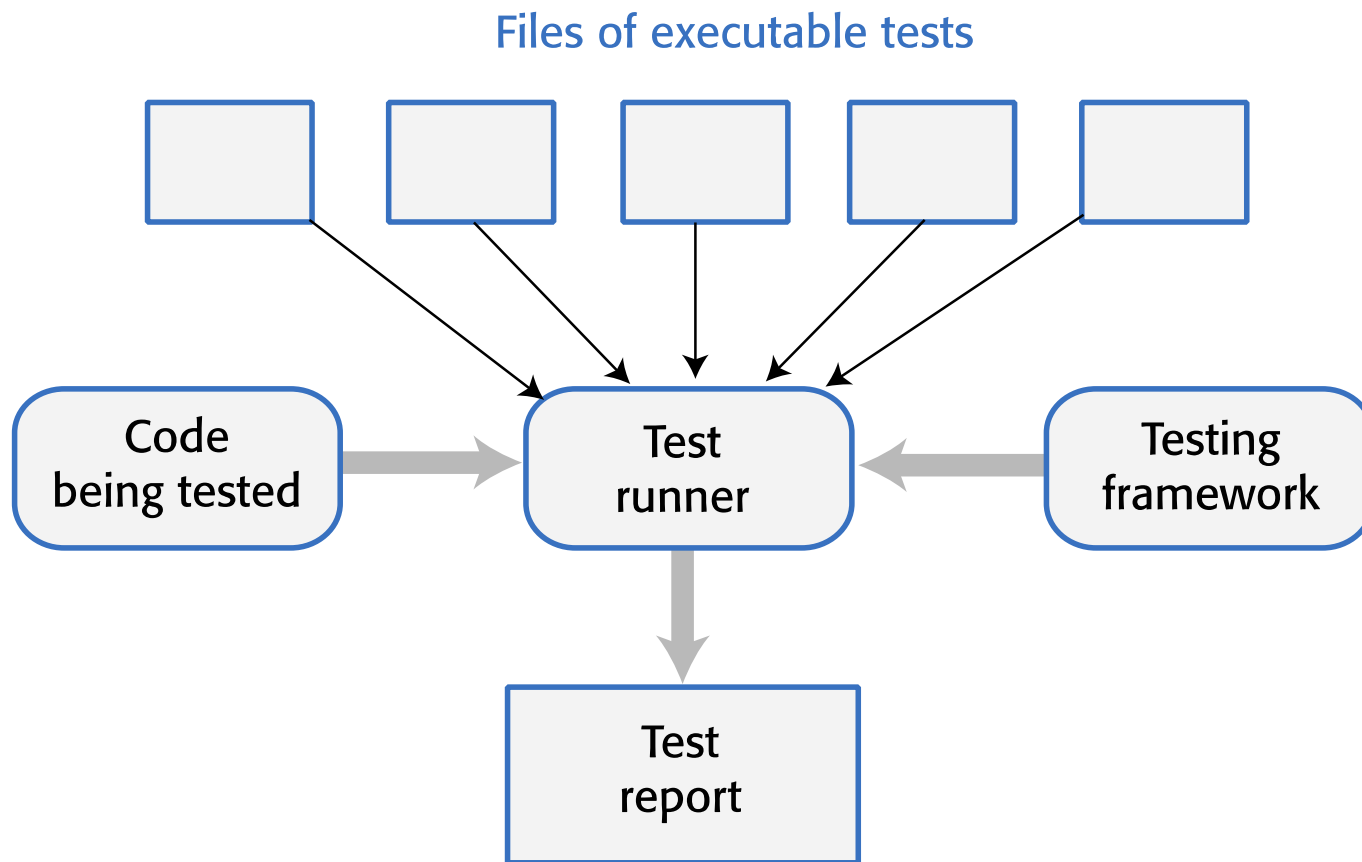 Files of executable tests
Code
being tested
Test
runner
Testing
framework
Test
report